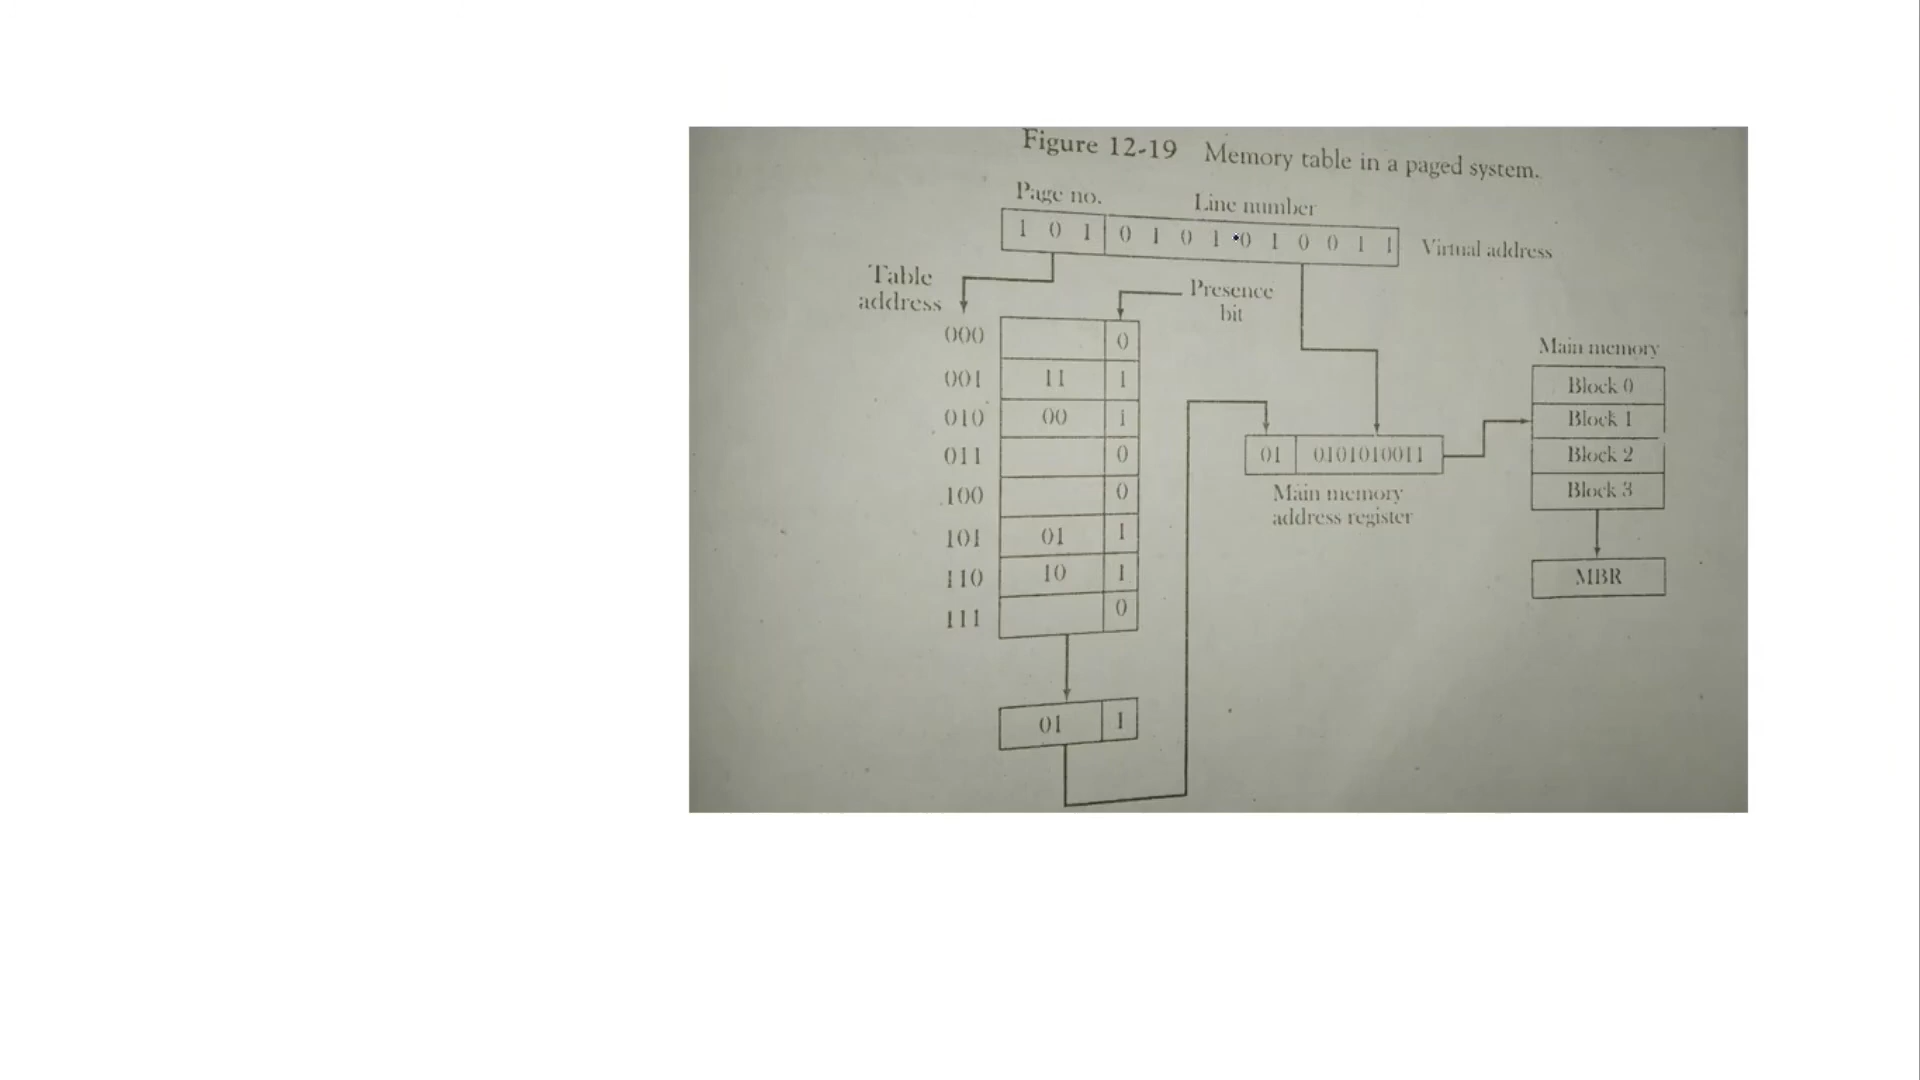 Figure 12-19 Memory table in a paged system.
Page no. Line number
1 0 1 0 1 0 1 0 1 0 0 1 1 Virtual address
Table
address
Presence
bit
000 0
001 11 1
010 00 1
011 0
100 0
101 01 1
110 10 1
111 0
01 1
01 0101010011
Main memory
address register
Main memory
Block 0
Block 1
Block 2
Block 3
MBR